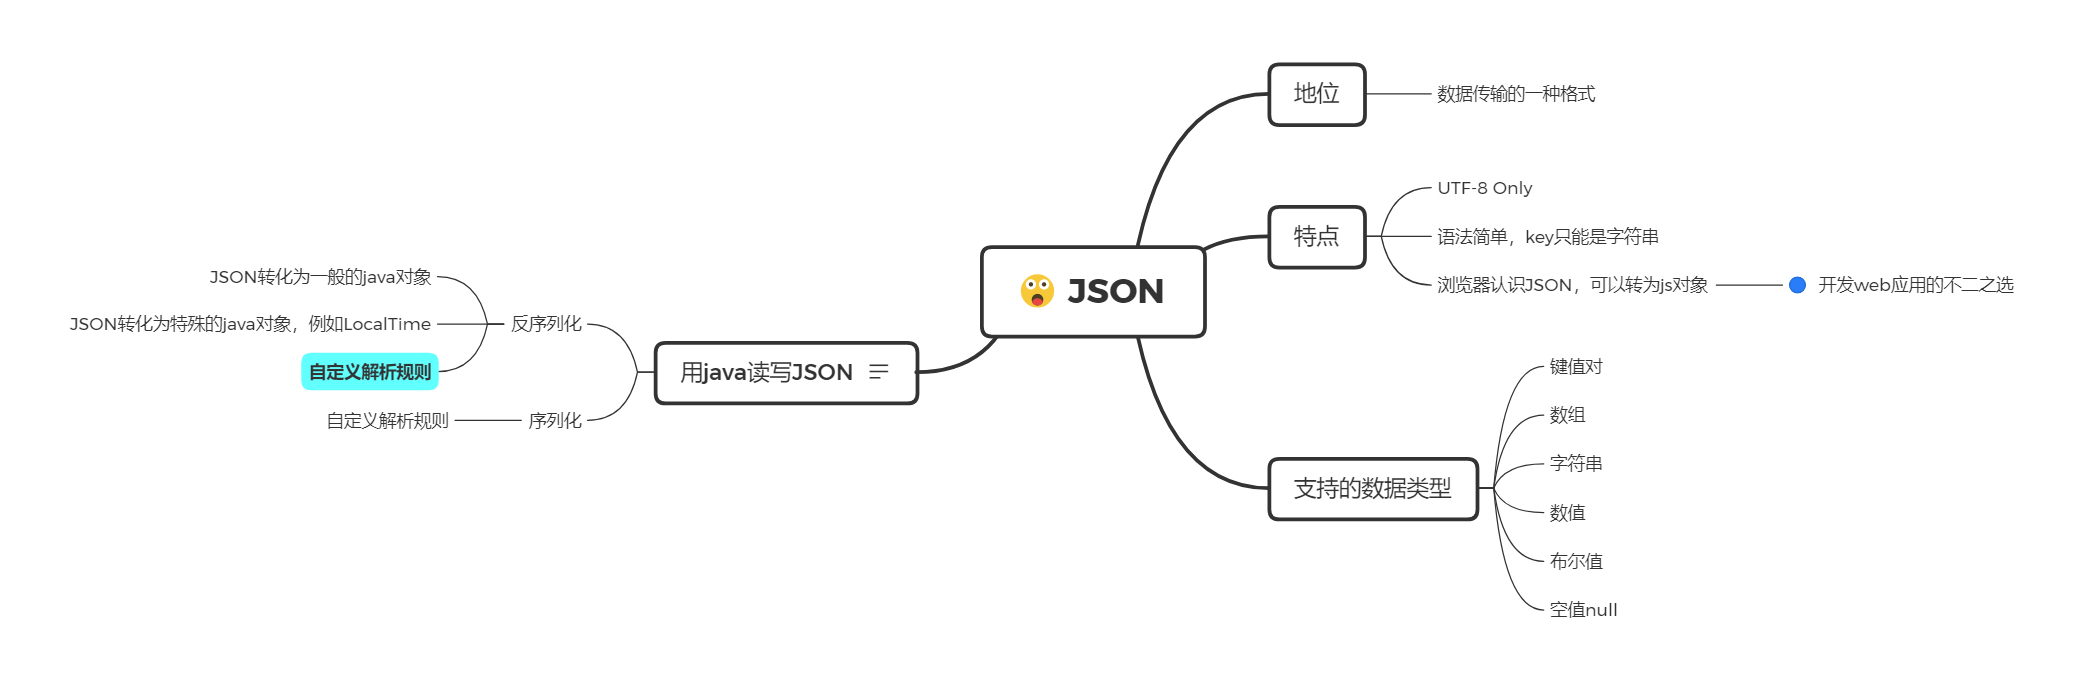 JSON
地位
数据传输的一种格式
特点
UTF-8 Only
语法简单，key只能是字符串
浏览器认识JSON，可以转为js对象
开发web应用的不二之选
支持的数据类型
键值对
数组
字符串
数值
布尔值
空值null
用java读写JSON
反序列化
JSON转化为一般的java对象
JSON转化为特殊的java对象，例如LocalTime
自定义解析规则
序列化
自定义解析规则